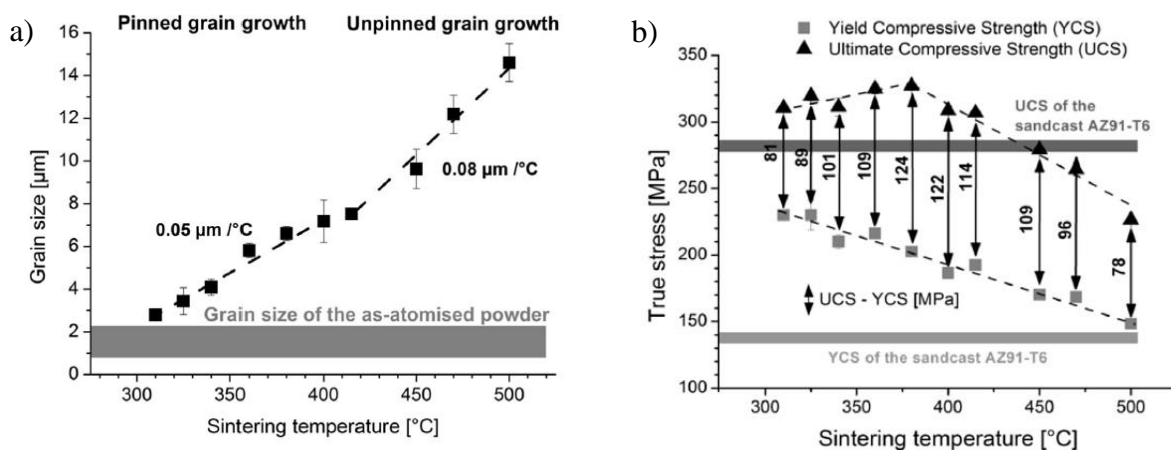 a)
Pinned grain growth
Unpinned grain growth
16
14
12
10
8
6
4
2
0
Grain size [µm]
0.05 µm /°C
0.08 µm /°C
Grain size of the as-atomised powder
300
350
400
450
500
Sintering temperature [°C]
b)
Yield Compressive Strength (YCS)
Ultimate Compressive Strength (UCS)
350
300
250
200
150
100
True stress [MPa]
UCS of the
sandcast AZ91-T6
81
89
101
109
124
122
114
109
96
78
UCS - YCS [MPa]
YCS of the sandcast AZ91-T6
300
350
400
450
500
Sintering temperature [°C]